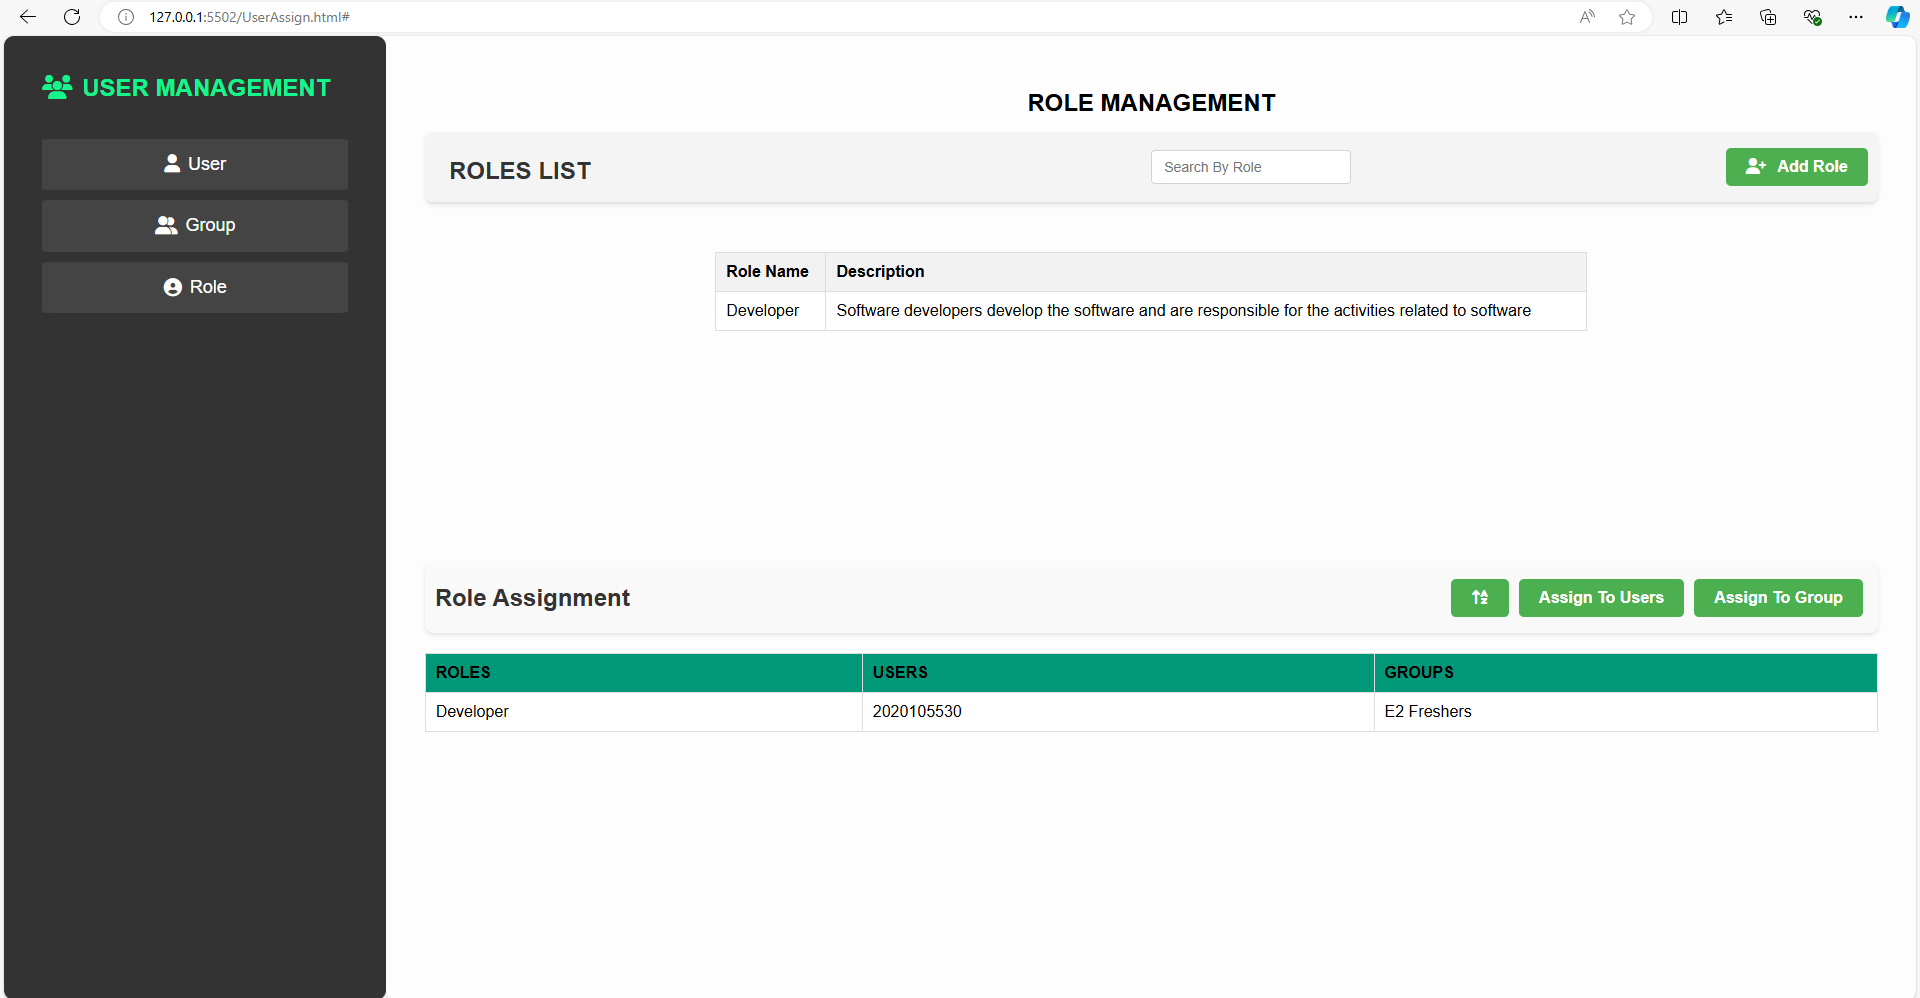 127.0.0.1:5502/UserAssign.html#
USER MANAGEMENT
User
Group
Role
ROLE MANAGEMENT
ROLES LIST
Search By Role
Add Role
Role Name Description
Developer Software developers develop the software and are responsible for the activities related to software
Role Assignment
Assign To Users
Assign To Group
ROLES USERS GROUPS
Developer 2020105530 E2 Freshers